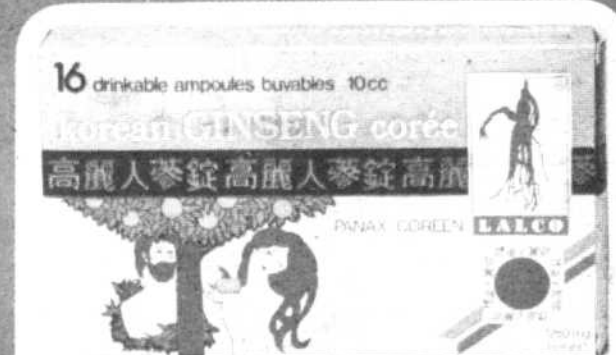 16 drinkable ampoules buvables 10cc
korean GINSENG corée
高麗人蔘錠高麗人蔘錠高麗 蔘
PANAX COREEN LALCO